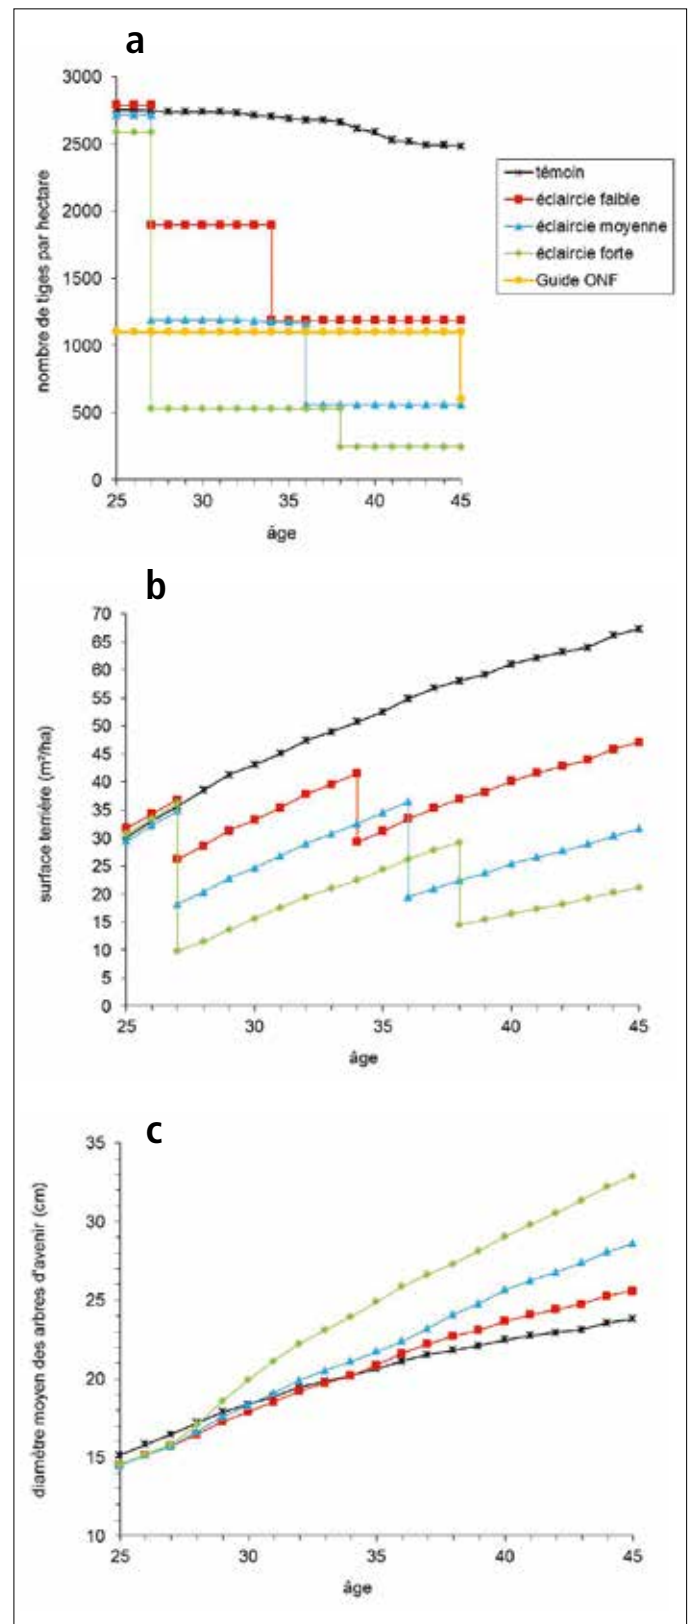 a
nombre de tiges par hectare
3000
2500
2000
1500
1000
500
0
25 30 35 40 45
âge
témoin
éclaircie faible
éclaircie moyenne
éclaircie forte
Guide ONF
b
surface terrière (m²/ha)
70
65
60
55
50
45
40
35
30
25
20
15
10
5
0
25 30 35 40 45
âge
c
diamètre moyen des arbres d'avenir (cm)
35
30
25
20
15
10
25 30 35 40 45
âge